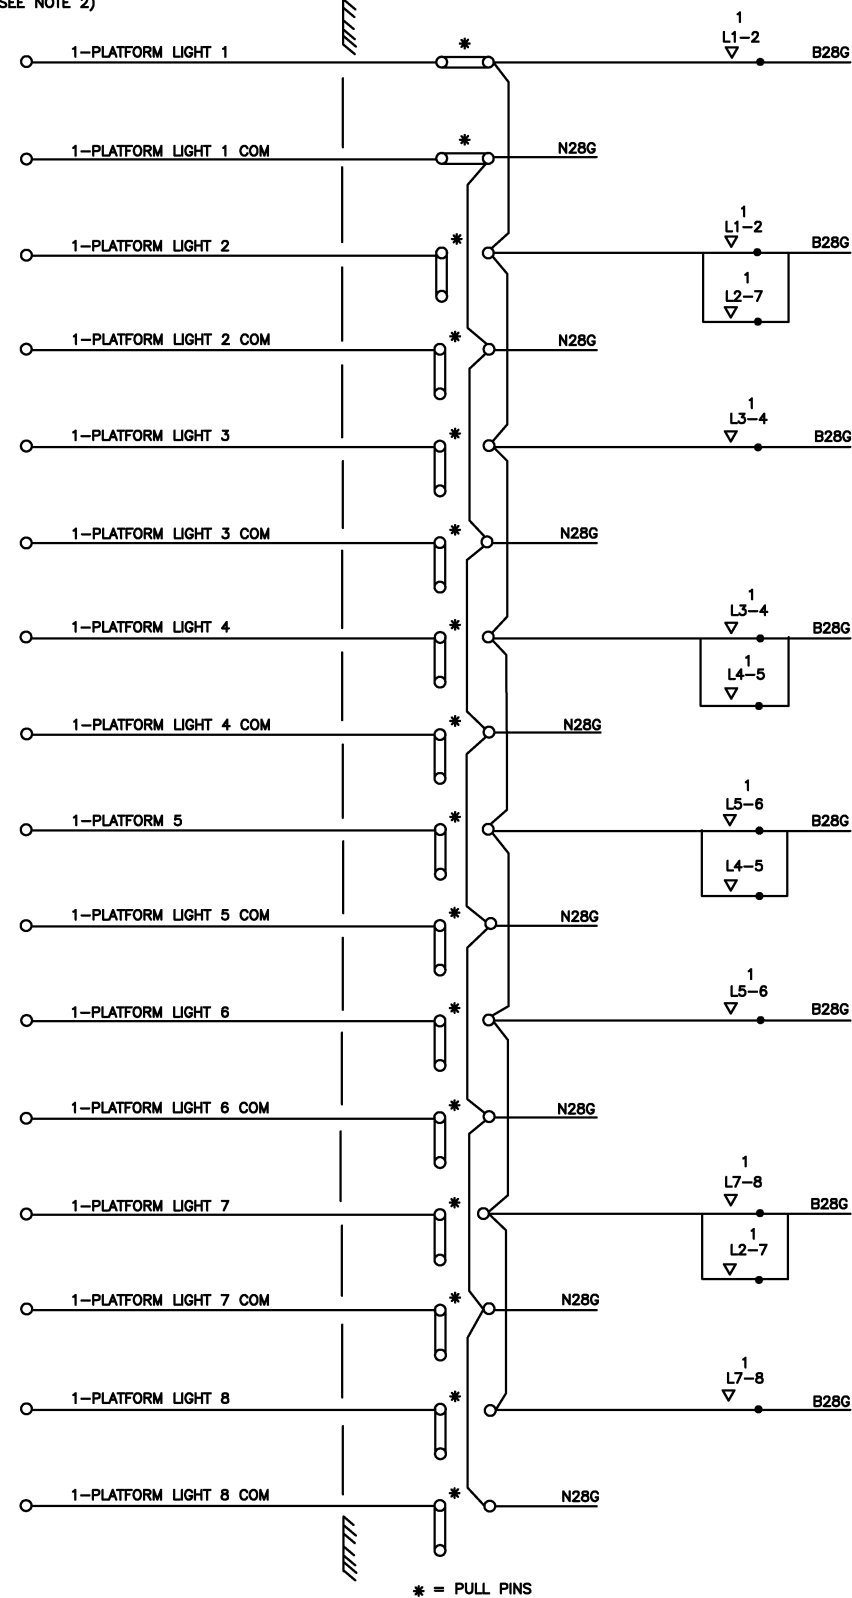 SEE NOTE 2)
1
L1-2
*
1-PLATFORM LIGHT 1
B28G
*
1-PLATFORM LIGHT 1 COM
N28G
1
L1-2
*
1-PLATFORM LIGHT 2
B28G
1
L2-7
*
1-PLATFORM LIGHT 2 COM
N28G
1
L3-4
*
1-PLATFORM LIGHT 3
B28G
*
1-PLATFORM LIGHT 3 COM
N28G
1
L3-4
*
1-PLATFORM LIGHT 4
B28G
1
L4-5
*
1-PLATFORM LIGHT 4 COM
N28G
1
L5-6
*
1-PLATFORM 5
B28G
L4-5
*
1-PLATFORM LIGHT 5 COM
N28G
1
L5-6
*
1-PLATFORM LIGHT 6
B28G
*
1-PLATFORM LIGHT 6 COM
N28G
1
L7-8
*
1-PLATFORM LIGHT 7
B28G
1
L2-7
*
1-PLATFORM LIGHT 7 COM
N28G
1
L7-8
*
1-PLATFORM LIGHT 8
B28G
*
1-PLATFORM LIGHT 8 COM
N28G
* = PULL PINS